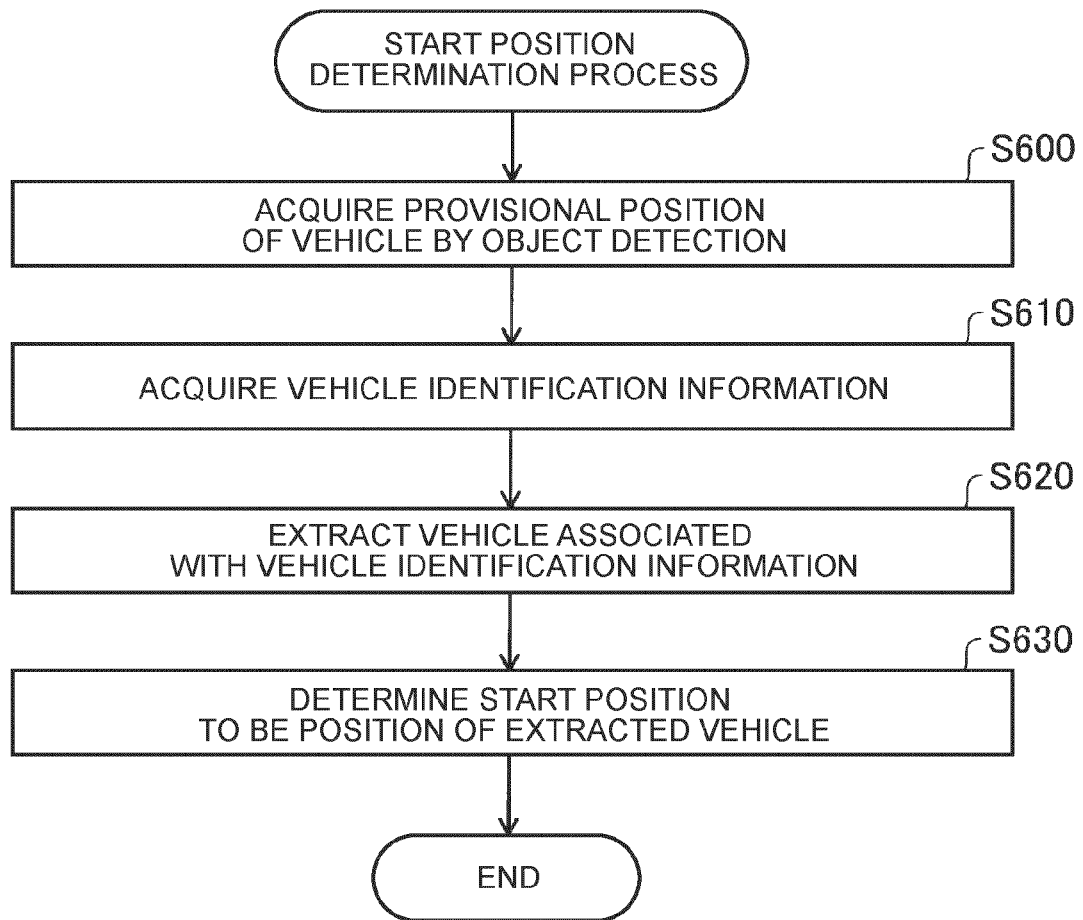 START POSITION
DETERMINATION PROCESS
S600
ACQUIRE PROVISIONAL POSITION
OF VEHICLE BY OBJECT DETECTION
S610
ACQUIRE VEHICLE IDENTIFICATION INFORMATION
S620
EXTRACT VEHICLE ASSOCIATED
WITH VEHICLE IDENTIFICATION INFORMATION
S630
DETERMINE START POSITION
TO BE POSITION OF EXTRACTED VEHICLE
END